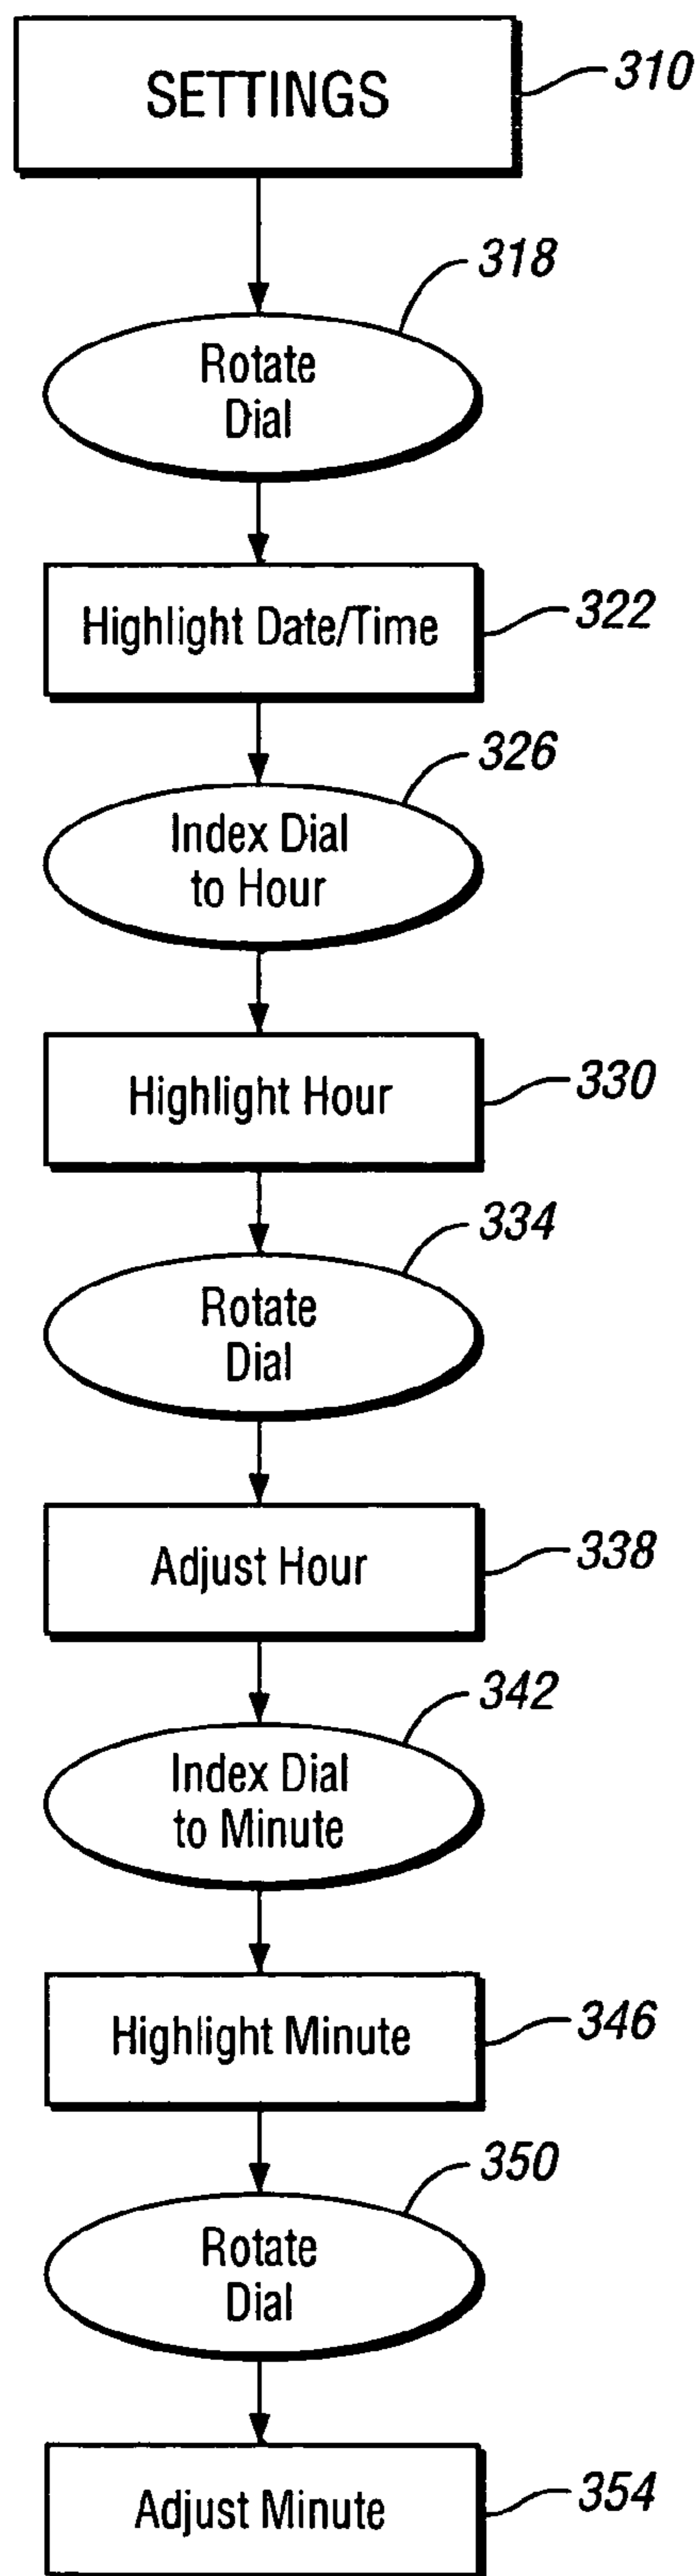 SETTINGS
310
318
Rotate
Dial
Highlight Date/Time
322
326
Index Dial
to Hour
Highlight Hour
330
334
Rotate
Dial
Adjust Hour
338
342
Index Dial
to Minute
Highlight Minute
346
350
Rotate
Dial
Adjust Minute
354